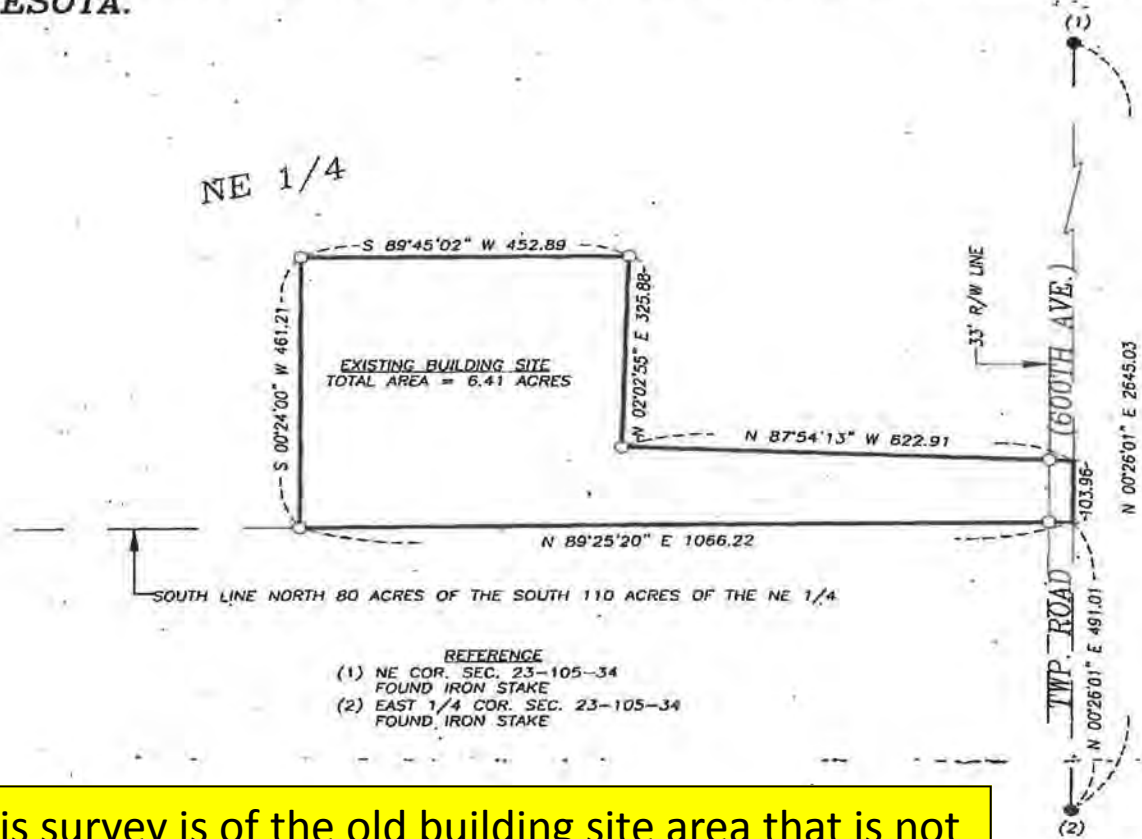 ESOTA.
(1)
NE 1/4
S 89°45'02" W 452.89
S 00°24'00" W 461.21
EXISTING BUILDING SITE
TOTAL AREA = 6.41 ACRES
N 02°02'55" E 325.88
33' R/W LINE
(600TH AVE.)
N 00°26'01" E 2645.03
N 87°54'13" W 622.91
103.96
N 89°25'20" E 1066.22
SOUTH LINE NORTH 80 ACRES OF THE SOUTH 110 ACRES OF THE NE 1/4
TWP. ROAD
N 00°26'01" E 491.01
REFERENCE
(1) NE COR. SEC. 23-105-34
FOUND IRON STAKE
(2) EAST 1/4 COR. SEC. 23-105-34
FOUND IRON STAKE
is survey is of the old building site area that is not
(2)